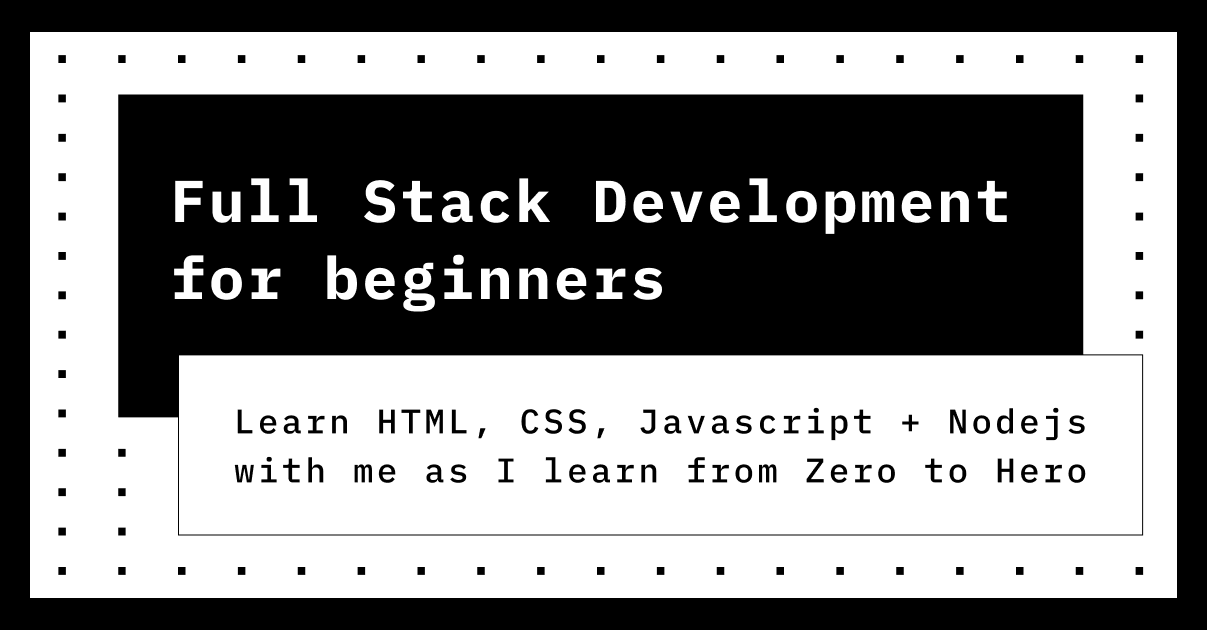 Full Stack Development
for beginners
Learn HTML, CSS, Javascript + Nodejs
with me as I learn from Zero to Hero